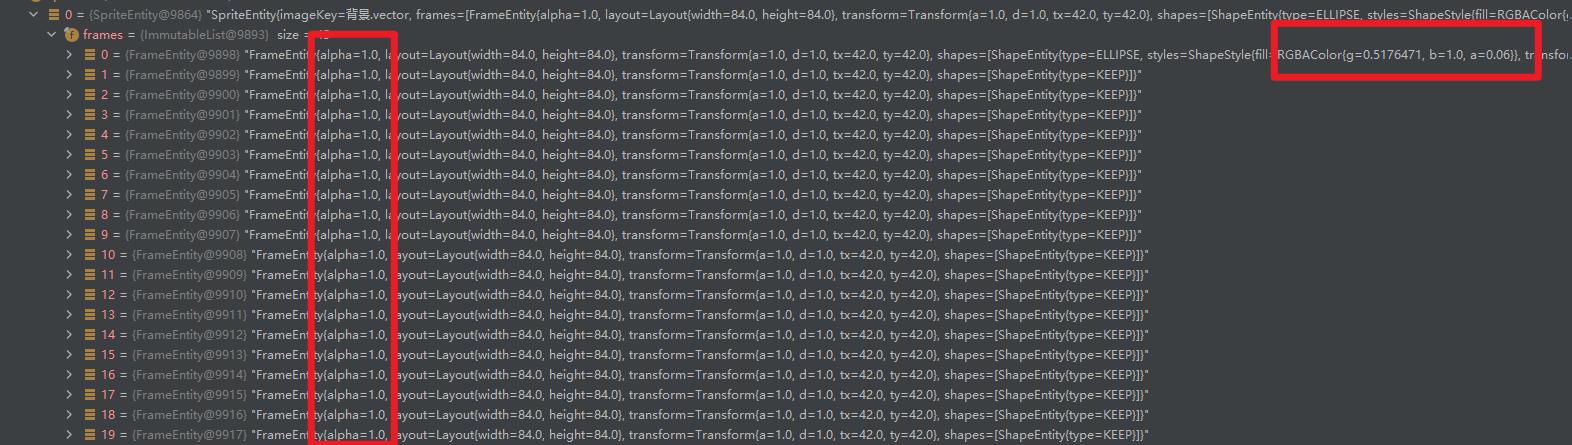 0 = {SpriteEntity@9864} "SpriteEntity{imageKey=背景.vector, frames=[FrameEntity{alpha=1.0, layout=Layout{width=84.0, height=84.0}, transform=Transform{a=1.0, d=1.0, tx=42.0, ty=42.0}, shapes=[ShapeEntity{type=ELLIPSE, styles=ShapeStyle{fill=RGBAColor{
frames = {ImmutableList@9893} size =
0 = {FrameEntity@9898} "FrameEntity{alpha=1.0, layout=Layout{width=84.0, height=84.0}, transform=Transform{a=1.0, d=1.0, tx=42.0, ty=42.0}, shapes=[ShapeEntity{type=ELLIPSE, styles=ShapeStyle{fill=RGBAColor{g=0.5176471, b=1.0, a=0.06}}, transfor
1 = {FrameEntity@9899} "FrameEntity{alpha=1.0, layout=Layout{width=84.0, height=84.0}, transform=Transform{a=1.0, d=1.0, tx=42.0, ty=42.0}, shapes=[ShapeEntity{type=KEEP}]}"
2 = {FrameEntity@9900} "FrameEntity{alpha=1.0, layout=Layout{width=84.0, height=84.0}, transform=Transform{a=1.0, d=1.0, tx=42.0, ty=42.0}, shapes=[ShapeEntity{type=KEEP}]}"
3 = {FrameEntity@9901} "FrameEntity{alpha=1.0, layout=Layout{width=84.0, height=84.0}, transform=Transform{a=1.0, d=1.0, tx=42.0, ty=42.0}, shapes=[ShapeEntity{type=KEEP}]}"
4 = {FrameEntity@9902} "FrameEntity{alpha=1.0, layout=Layout{width=84.0, height=84.0}, transform=Transform{a=1.0, d=1.0, tx=42.0, ty=42.0}, shapes=[ShapeEntity{type=KEEP}]}"
5 = {FrameEntity@9903} "FrameEntity{alpha=1.0, layout=Layout{width=84.0, height=84.0}, transform=Transform{a=1.0, d=1.0, tx=42.0, ty=42.0}, shapes=[ShapeEntity{type=KEEP}]}"
6 = {FrameEntity@9904} "FrameEntity{alpha=1.0, layout=Layout{width=84.0, height=84.0}, transform=Transform{a=1.0, d=1.0, tx=42.0, ty=42.0}, shapes=[ShapeEntity{type=KEEP}]}"
7 = {FrameEntity@9905} "FrameEntity{alpha=1.0, layout=Layout{width=84.0, height=84.0}, transform=Transform{a=1.0, d=1.0, tx=42.0, ty=42.0}, shapes=[ShapeEntity{type=KEEP}]}"
8 = {FrameEntity@9906} "FrameEntity{alpha=1.0, layout=Layout{width=84.0, height=84.0}, transform=Transform{a=1.0, d=1.0, tx=42.0, ty=42.0}, shapes=[ShapeEntity{type=KEEP}]}"
9 = {FrameEntity@9907} "FrameEntity{alpha=1.0, layout=Layout{width=84.0, height=84.0}, transform=Transform{a=1.0, d=1.0, tx=42.0, ty=42.0}, shapes=[ShapeEntity{type=KEEP}]}"
10 = {FrameEntity@9908} "FrameEntity{alpha=1.0, layout=Layout{width=84.0, height=84.0}, transform=Transform{a=1.0, d=1.0, tx=42.0, ty=42.0}, shapes=[ShapeEntity{type=KEEP}]}"
11 = {FrameEntity@9909} "FrameEntity{alpha=1.0, layout=Layout{width=84.0, height=84.0}, transform=Transform{a=1.0, d=1.0, tx=42.0, ty=42.0}, shapes=[ShapeEntity{type=KEEP}]}"
12 = {FrameEntity@9910} "FrameEntity{alpha=1.0, layout=Layout{width=84.0, height=84.0}, transform=Transform{a=1.0, d=1.0, tx=42.0, ty=42.0}, shapes=[ShapeEntity{type=KEEP}]}"
13 = {FrameEntity@9911} "FrameEntity{alpha=1.0, layout=Layout{width=84.0, height=84.0}, transform=Transform{a=1.0, d=1.0, tx=42.0, ty=42.0}, shapes=[ShapeEntity{type=KEEP}]}"
14 = {FrameEntity@9912} "FrameEntity{alpha=1.0, layout=Layout{width=84.0, height=84.0}, transform=Transform{a=1.0, d=1.0, tx=42.0, ty=42.0}, shapes=[ShapeEntity{type=KEEP}]}"
15 = {FrameEntity@9913} "FrameEntity{alpha=1.0, layout=Layout{width=84.0, height=84.0}, transform=Transform{a=1.0, d=1.0, tx=42.0, ty=42.0}, shapes=[ShapeEntity{type=KEEP}]}"
16 = {FrameEntity@9914} "FrameEntity{alpha=1.0, layout=Layout{width=84.0, height=84.0}, transform=Transform{a=1.0, d=1.0, tx=42.0, ty=42.0}, shapes=[ShapeEntity{type=KEEP}]}"
17 = {FrameEntity@9915} "FrameEntity{alpha=1.0, layout=Layout{width=84.0, height=84.0}, transform=Transform{a=1.0, d=1.0, tx=42.0, ty=42.0}, shapes=[ShapeEntity{type=KEEP}]}"
18 = {FrameEntity@9916} "FrameEntity{alpha=1.0, layout=Layout{width=84.0, height=84.0}, transform=Transform{a=1.0, d=1.0, tx=42.0, ty=42.0}, shapes=[ShapeEntity{type=KEEP}]}"
19 = {FrameEntity@9917} "FrameEntity{alpha=1.0, layout=Layout{width=84.0, height=84.0}, transform=Transform{a=1.0, d=1.0, tx=42.0, ty=42.0}, shapes=[ShapeEntity{type=KEEP}]}"